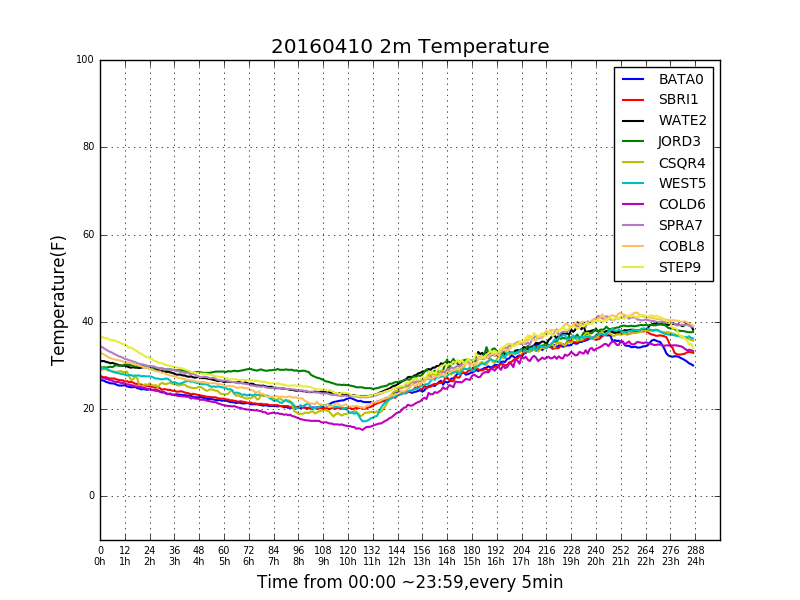 20160410 2m Temperature
100
80
60
40
20
0
Temperature(F)
BATA0
SBRI1
WATE2
JORD3
CSQR4
WEST5
COLD6
SPRA7
COBL8
STEP9
0 12 24 36 48 60 72 84 96 108 120 132 144 156 168 180 192 204 216 228 240 252 264 276 288
0h 1h 2h 3h 4h 5h 6h 7h 8h 9h 10h 11h 12h 13h 14h 15h 16h 17h 18h 19h 20h 21h 22h 23h 24h
Time from 00:00 ~23:59,every 5min